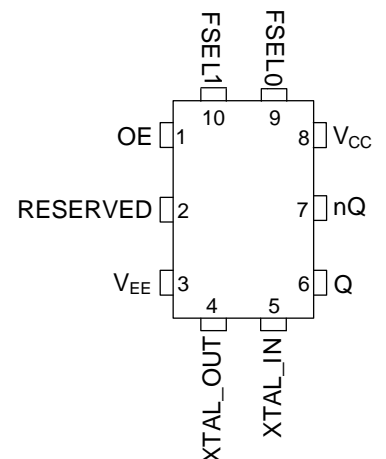 FSEL1
FSEL0
10
9
OE
1
8
VCC
RESERVED
2
7
nQ
VEE
3
6
Q
4
5
XTAL_OUT
XTAL_IN